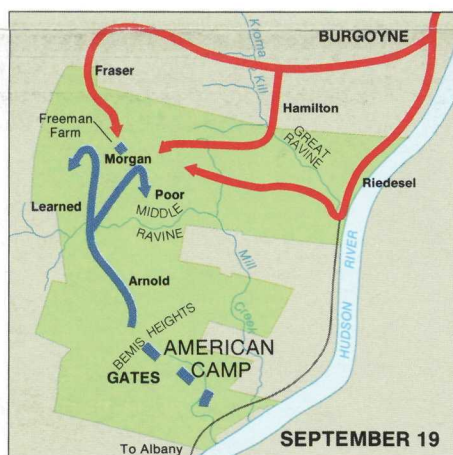 BURGOYNE
Kroma
Kill
Fraser
Hamilton
Freeman
Farm
GREAT
RAVINE
Morgan
Riedesel
Learned
Poor
MIDDLE
RAVINE
Mill
Creek
HUDSON RIVER
Arnold
BEMIS HEIGHTS
AMERICAN
CAMP
GATES
To Albany
SEPTEMBER 19